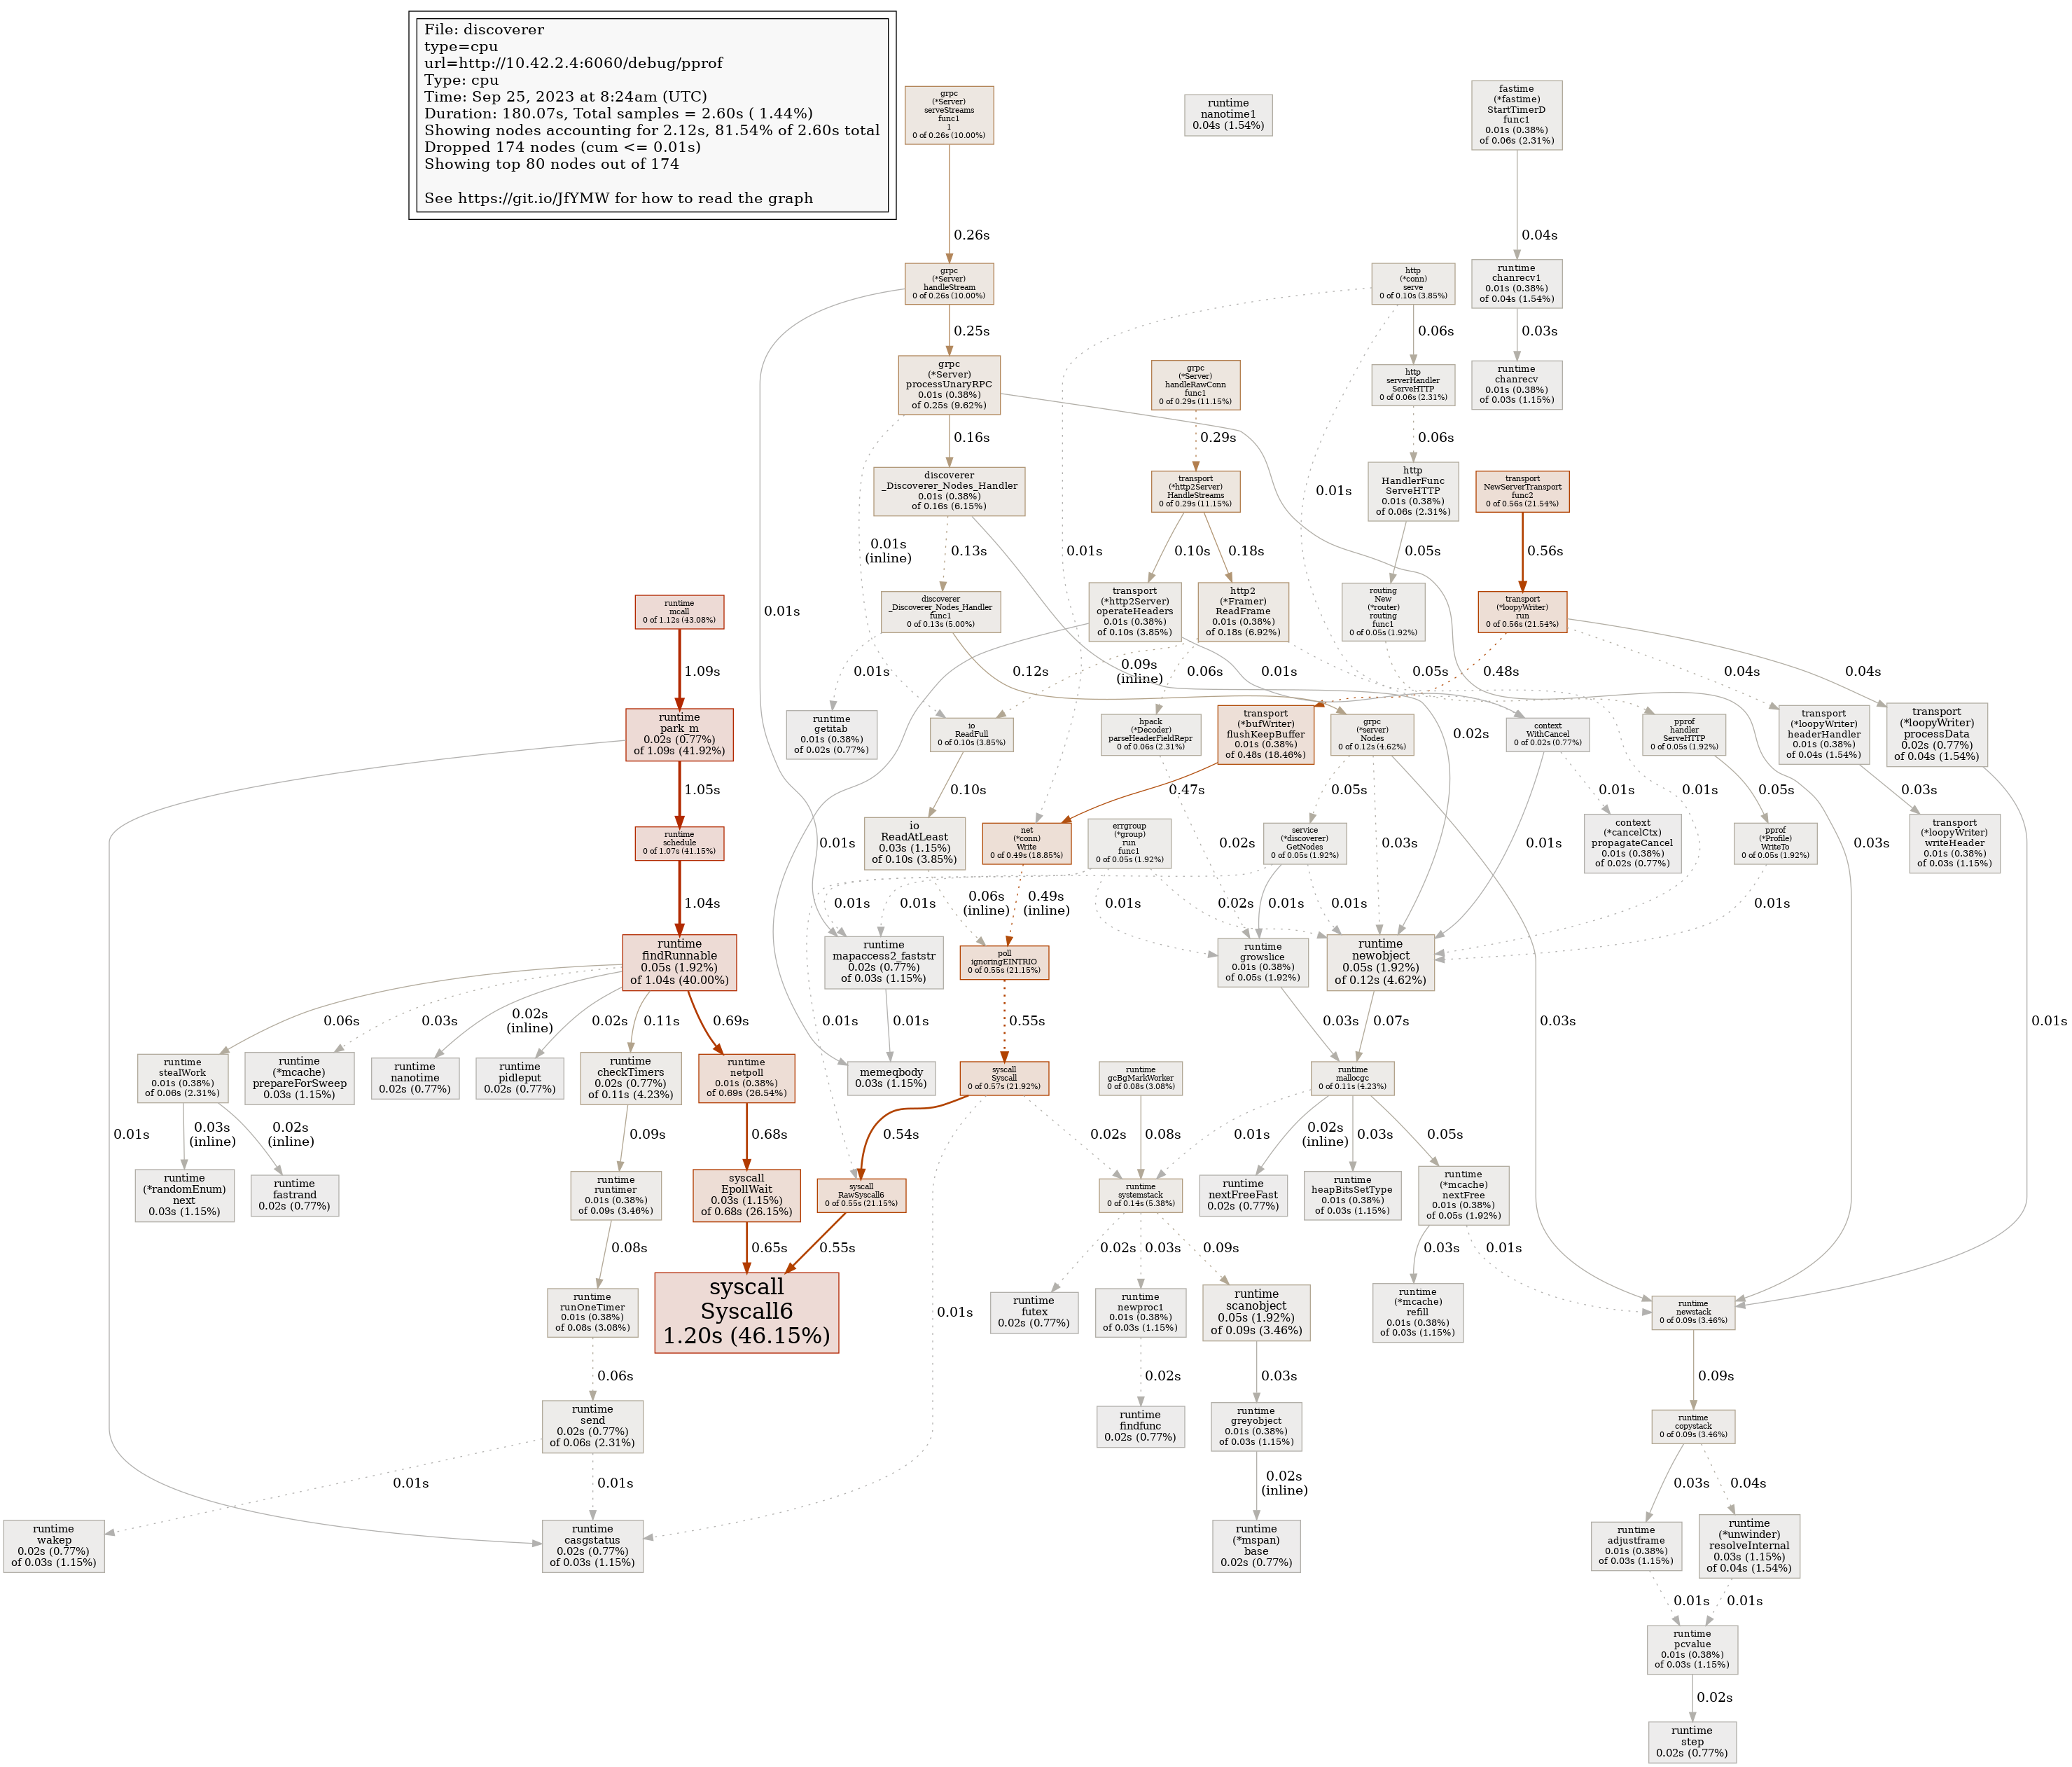 File: discoverer
type=cpu
url=http://10.42.2.4:6060/debug/pprof
Type: cpu
Time: Sep 25, 2023 at 8:24am (UTC)
Duration: 180.07s, Total samples = 2.60s ( 1.44%)
Showing nodes accounting for 2.12s, 81.54% of 2.60s total
Dropped 174 nodes (cum <= 0.01s)
Showing top 80 nodes out of 174
See https://git.io/JfYMW for how to read the graph
grpc
(*Server)
serveStreams
func1
1
0 of 0.26s (10.00%)
runtime
nanotime1
0.04s (1.54%)
fastime
(*fastime)
StartTimerD
func1
0.01s (0.38%)
of 0.06s (2.31%)
0.26s
0.04s
grpc
(*Server)
handleStream
0 of 0.26s (10.00%)
http
(*conn)
serve
0 of 0.10s (3.85%)
runtime
chanrecv1
0.01s (0.38%)
of 0.04s (1.54%)
0.25s
0.06s
0.03s
grpc
(*Server)
processUnaryRPC
0.01s (0.38%)
of 0.25s (9.62%)
grpc
(*Server)
handleRawConn
func1
0 of 0.29s (11.15%)
http
serverHandler
ServeHTTP
0 of 0.06s (2.31%)
runtime
chanrecv
0.01s (0.38%)
of 0.03s (1.15%)
0.16s
0.29s
0.06s
discoverer
_Discoverer_Nodes_Handler
0.01s (0.38%)
of 0.16s (6.15%)
transport
(*http2Server)
HandleStreams
0 of 0.29s (11.15%)
0.01s
http
HandlerFunc
ServeHTTP
0.01s (0.38%)
of 0.06s (2.31%)
transport
NewServerTransport
func2
0 of 0.56s (21.54%)
0.01s
(inline)
0.13s
0.01s
0.10s
0.18s
0.05s
0.56s
runtime
mcall
0 of 1.12s (43.08%)
0.01s
discoverer
_Discoverer_Nodes_Handler
func1
0 of 0.13s (5.00%)
transport
(*http2Server)
operateHeaders
0.01s (0.38%)
of 0.10s (3.85%)
http2
(*Framer)
ReadFrame
0.01s (0.38%)
of 0.18s (6.92%)
routing
New
(*router)
routing
func1
0 of 0.05s (1.92%)
transport
(*loopyWriter)
run
0 of 0.56s (21.54%)
1.09s
0.01s
0.12s
0.09s
(inline)
0.06s
0.01s
0.05s
0.48s
0.04s
0.04s
runtime
park_m
0.02s (0.77%)
of 1.09s (41.92%)
runtime
getitab
0.01s (0.38%)
of 0.02s (0.77%)
io
ReadFull
0 of 0.10s (3.85%)
hpack
(*Decoder)
parseHeaderFieldRepr
0 of 0.06s (2.31%)
transport
(*bufWriter)
flushKeepBuffer
0.01s (0.38%)
of 0.48s (18.46%)
grpc
(*server)
Nodes
0 of 0.12s (4.62%)
0.02s
context
WithCancel
0 of 0.02s (0.77%)
pprof
handler
ServeHTTP
0 of 0.05s (1.92%)
transport
(*loopyWriter)
headerHandler
0.01s (0.38%)
of 0.04s (1.54%)
transport
(*loopyWriter)
processData
0.02s (0.77%)
of 0.04s (1.54%)
1.05s
0.10s
0.47s
0.05s
0.01s
0.01s
0.05s
0.03s
runtime
schedule
0 of 1.07s (41.15%)
0.01s
io
ReadAtLeast
0.03s (1.15%)
of 0.10s (3.85%)
net
(*conn)
Write
0 of 0.49s (18.85%)
errgroup
(*group)
run
func1
0 of 0.05s (1.92%)
0.02s
service
(*discoverer)
GetNodes
0 of 0.05s (1.92%)
0.03s
0.01s
context
(*cancelCtx)
propagateCancel
0.01s (0.38%)
of 0.02s (0.77%)
pprof
(*Profile)
WriteTo
0 of 0.05s (1.92%)
0.03s
transport
(*loopyWriter)
writeHeader
0.01s (0.38%)
of 0.03s (1.15%)
1.04s
0.01s
0.01s
0.06s
(inline)
0.49s
(inline)
0.01s
0.02s
0.01s
0.01s
0.01s
runtime
findRunnable
0.05s (1.92%)
of 1.04s (40.00%)
runtime
mapaccess2_faststr
0.02s (0.77%)
of 0.03s (1.15%)
poll
ignoringEINTRIO
0 of 0.55s (21.15%)
runtime
growslice
0.01s (0.38%)
of 0.05s (1.92%)
runtime
newobject
0.05s (1.92%)
of 0.12s (4.62%)
0.06s
0.03s
0.02s
(inline)
0.02s
0.11s
0.69s
0.01s
0.01s
0.55s
0.03s
0.07s
0.03s
0.01s
runtime
stealWork
0.01s (0.38%)
of 0.06s (2.31%)
runtime
(*mcache)
prepareForSweep
0.03s (1.15%)
runtime
nanotime
0.02s (0.77%)
runtime
pidleput
0.02s (0.77%)
runtime
checkTimers
0.02s (0.77%)
of 0.11s (4.23%)
runtime
netpoll
0.01s (0.38%)
of 0.69s (26.54%)
memeqbody
0.03s (1.15%)
syscall
Syscall
0 of 0.57s (21.92%)
runtime
gcBgMarkWorker
0 of 0.08s (3.08%)
runtime
mallocgc
0 of 0.11s (4.23%)
0.01s
0.03s
(inline)
0.02s
(inline)
0.09s
0.68s
0.54s
0.02s
0.08s
0.01s
0.02s
(inline)
0.03s
0.05s
runtime
(*randomEnum)
next
0.03s (1.15%)
runtime
fastrand
0.02s (0.77%)
runtime
runtimer
0.01s (0.38%)
of 0.09s (3.46%)
syscall
EpollWait
0.03s (1.15%)
of 0.68s (26.15%)
syscall
RawSyscall6
0 of 0.55s (21.15%)
runtime
systemstack
0 of 0.14s (5.38%)
runtime
nextFreeFast
0.02s (0.77%)
runtime
heapBitsSetType
0.01s (0.38%)
of 0.03s (1.15%)
runtime
(*mcache)
nextFree
0.01s (0.38%)
of 0.05s (1.92%)
0.08s
0.65s
0.55s
0.02s
0.03s
0.09s
0.03s
0.01s
runtime
runOneTimer
0.01s (0.38%)
of 0.08s (3.08%)
syscall
Syscall6
1.20s (46.15%)
0.01s
runtime
futex
0.02s (0.77%)
runtime
newproc1
0.01s (0.38%)
of 0.03s (1.15%)
runtime
scanobject
0.05s (1.92%)
of 0.09s (3.46%)
runtime
(*mcache)
refill
0.01s (0.38%)
of 0.03s (1.15%)
runtime
newstack
0 of 0.09s (3.46%)
0.06s
0.02s
0.03s
0.09s
runtime
send
0.02s (0.77%)
of 0.06s (2.31%)
runtime
findfunc
0.02s (0.77%)
runtime
greyobject
0.01s (0.38%)
of 0.03s (1.15%)
runtime
copystack
0 of 0.09s (3.46%)
0.01s
0.01s
0.02s
(inline)
0.03s
0.04s
runtime
wakep
0.02s (0.77%)
of 0.03s (1.15%)
runtime
casgstatus
0.02s (0.77%)
of 0.03s (1.15%)
runtime
(*mspan)
base
0.02s (0.77%)
runtime
adjustframe
0.01s (0.38%)
of 0.03s (1.15%)
runtime
(*unwinder)
resolveInternal
0.03s (1.15%)
of 0.04s (1.54%)
0.01s
0.01s
runtime
pcvalue
0.01s (0.38%)
of 0.03s (1.15%)
0.02s
runtime
step
0.02s (0.77%)